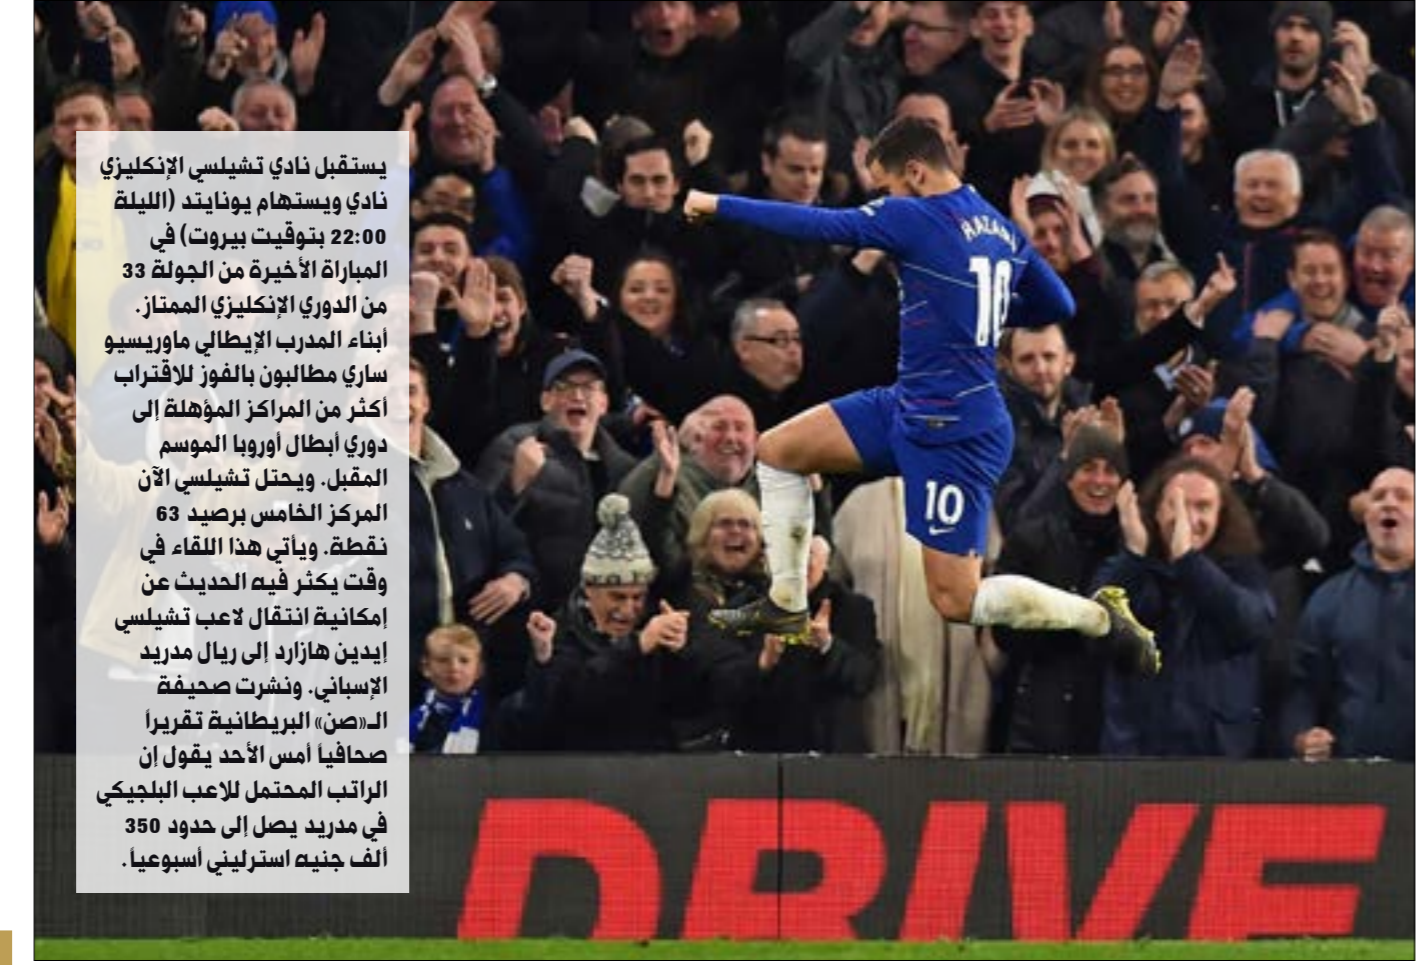 يستقبل نادي تشيلسي الإنكليزي
نادي ويستهام يونايتد (الليلة
22:00 بتوقيت بيروت) في
المباراة الأخيرة من الجولة 33
من الدوري الإنكليزي الممتاز.
أبناء المدرب الإيطالي ماوريسيو
ساري مطالبون بالفوز للاقتراب
أكثر من المراكز المؤهلة إلى
دوري أبطال أوروبا الموسم
المقبل. ويحتل تشيلسي الآن
المركز الخامس برصيد 63
نقطة. ويأتي هذا اللقاء في
وقت يكثر فيه الحديث عن
إمكانية انتقال لاعب تشيلسي
إيدين هازارد إلى ريال مدريد
الإسباني. ونشرت صحيفة
الـ«صن» البريطانية تقريراً
صحافياً أمس الأحد يقول إن
الراتب المحتمل للاعب البلجيكي
في مدريد يصل إلى حدود 350
ألف جنيه استرليني أسبوعياً.
HAZARD
10
10
DRIVE